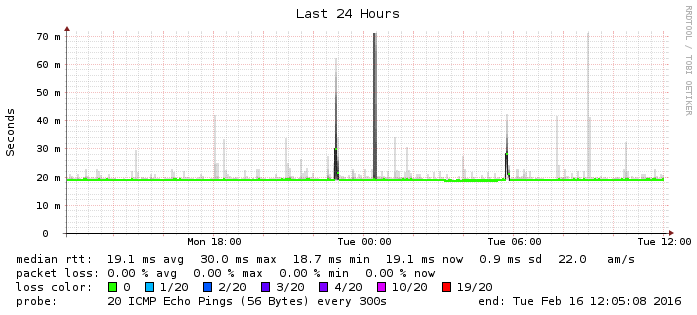 Last 24 Hours
RRDTOOL / TOBI OETIKER
Seconds
70 m
60 m
50 m
40 m
30 m
20 m
10 m
0
Mon 18:00 Tue 00:00 Tue 06:00 Tue 12:00
median rtt: 19.1 ms avg 30.0 ms max 18.7 ms min 19.1 ms now 0.9 ms sd 22.0 am/s
packet loss: 0.00 % avg 0.00 % max 0.00 % min 0.00 % now
loss color: 0 1/20 2/20 3/20 4/20 10/20 19/20
probe: 20 ICMP Echo Pings (56 Bytes) every 300s end: Tue Feb 16 12:05:08 2016